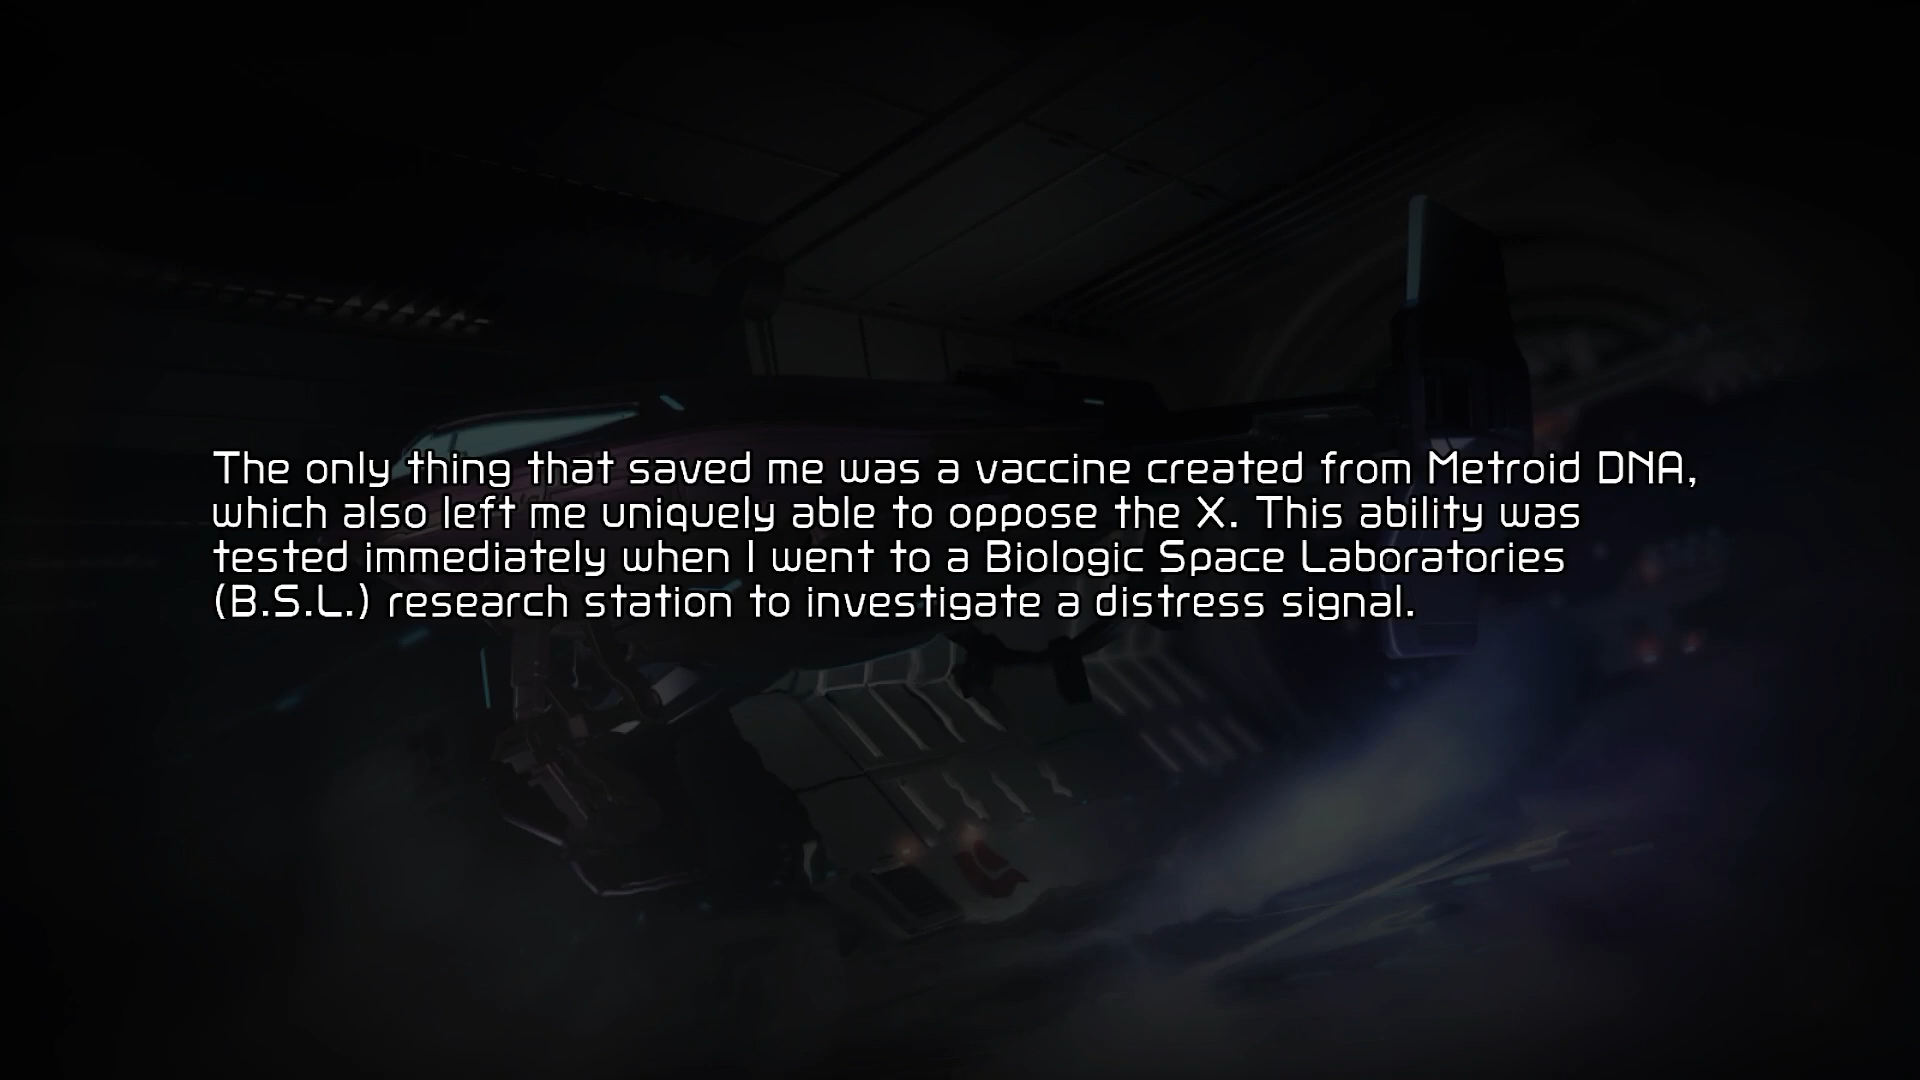 The only thing that saved me was a vaccine created from Metroid DNA,
which also left me uniquely able to oppose the X. This ability was
tested immediately when I went to a Biologic Space Laboratories
(B.S.L.) research station to investigate a distress signal.